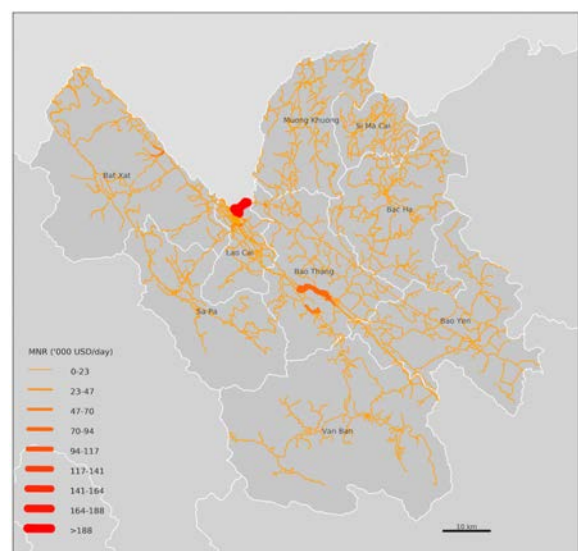 Muong Khuong
Si Ma Cai
Bat Xat
Bac Ha
Lao Cai
Bao Thang
Sa Pa
Bao Yen
MNR ('000 USD/day)
0-23
23-47
47-70
70-94
Van Ban
94-117
117-141
141-164
164-188
>188
10 km